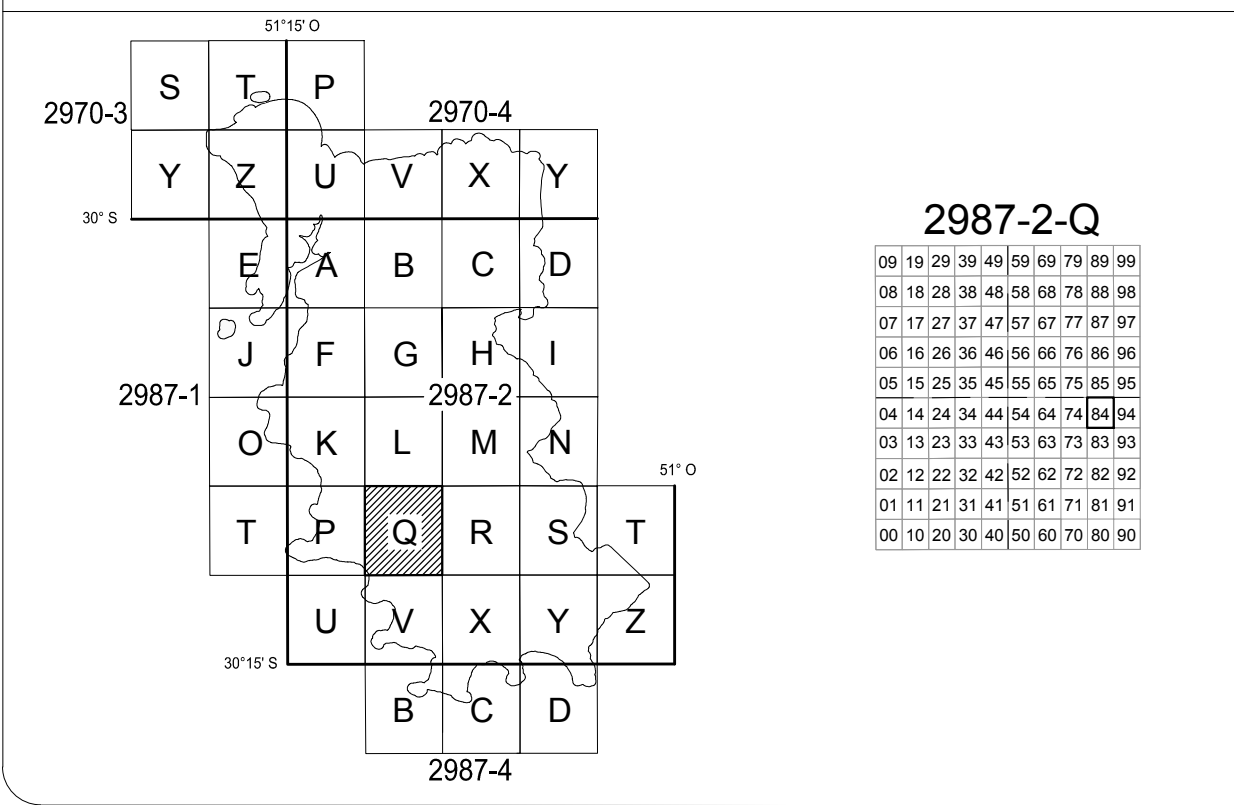 51°15' O
S T P
2970-3 2970-4
Y Z U V X Y
30° S
E A B C D
J F G H I
2987-1 2987-2
O K L M N
51° O
T P Q R S T
U V X Y Z
30°15' S
B C D
2987-4
2987-2-Q
09 19 29 39 49 59 69 79 89 99
08 18 28 38 48 58 68 78 88 98
07 17 27 37 47 57 67 77 87 97
06 16 26 36 46 56 66 76 86 96
05 15 25 35 45 55 65 75 85 95
04 14 24 34 44 54 64 74 84 94
03 13 23 33 43 53 63 73 83 93
02 12 22 32 42 52 62 72 82 92
01 11 21 31 41 51 61 71 81 91
00 10 20 30 40 50 60 70 80 90